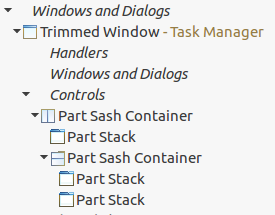 Windows and Dialogs
Trimmed Window - Task Manager
Handlers
Windows and Dialogs
Controls
Part Sash Container
Part Stack
Part Sash Container
Part Stack
Part Stack